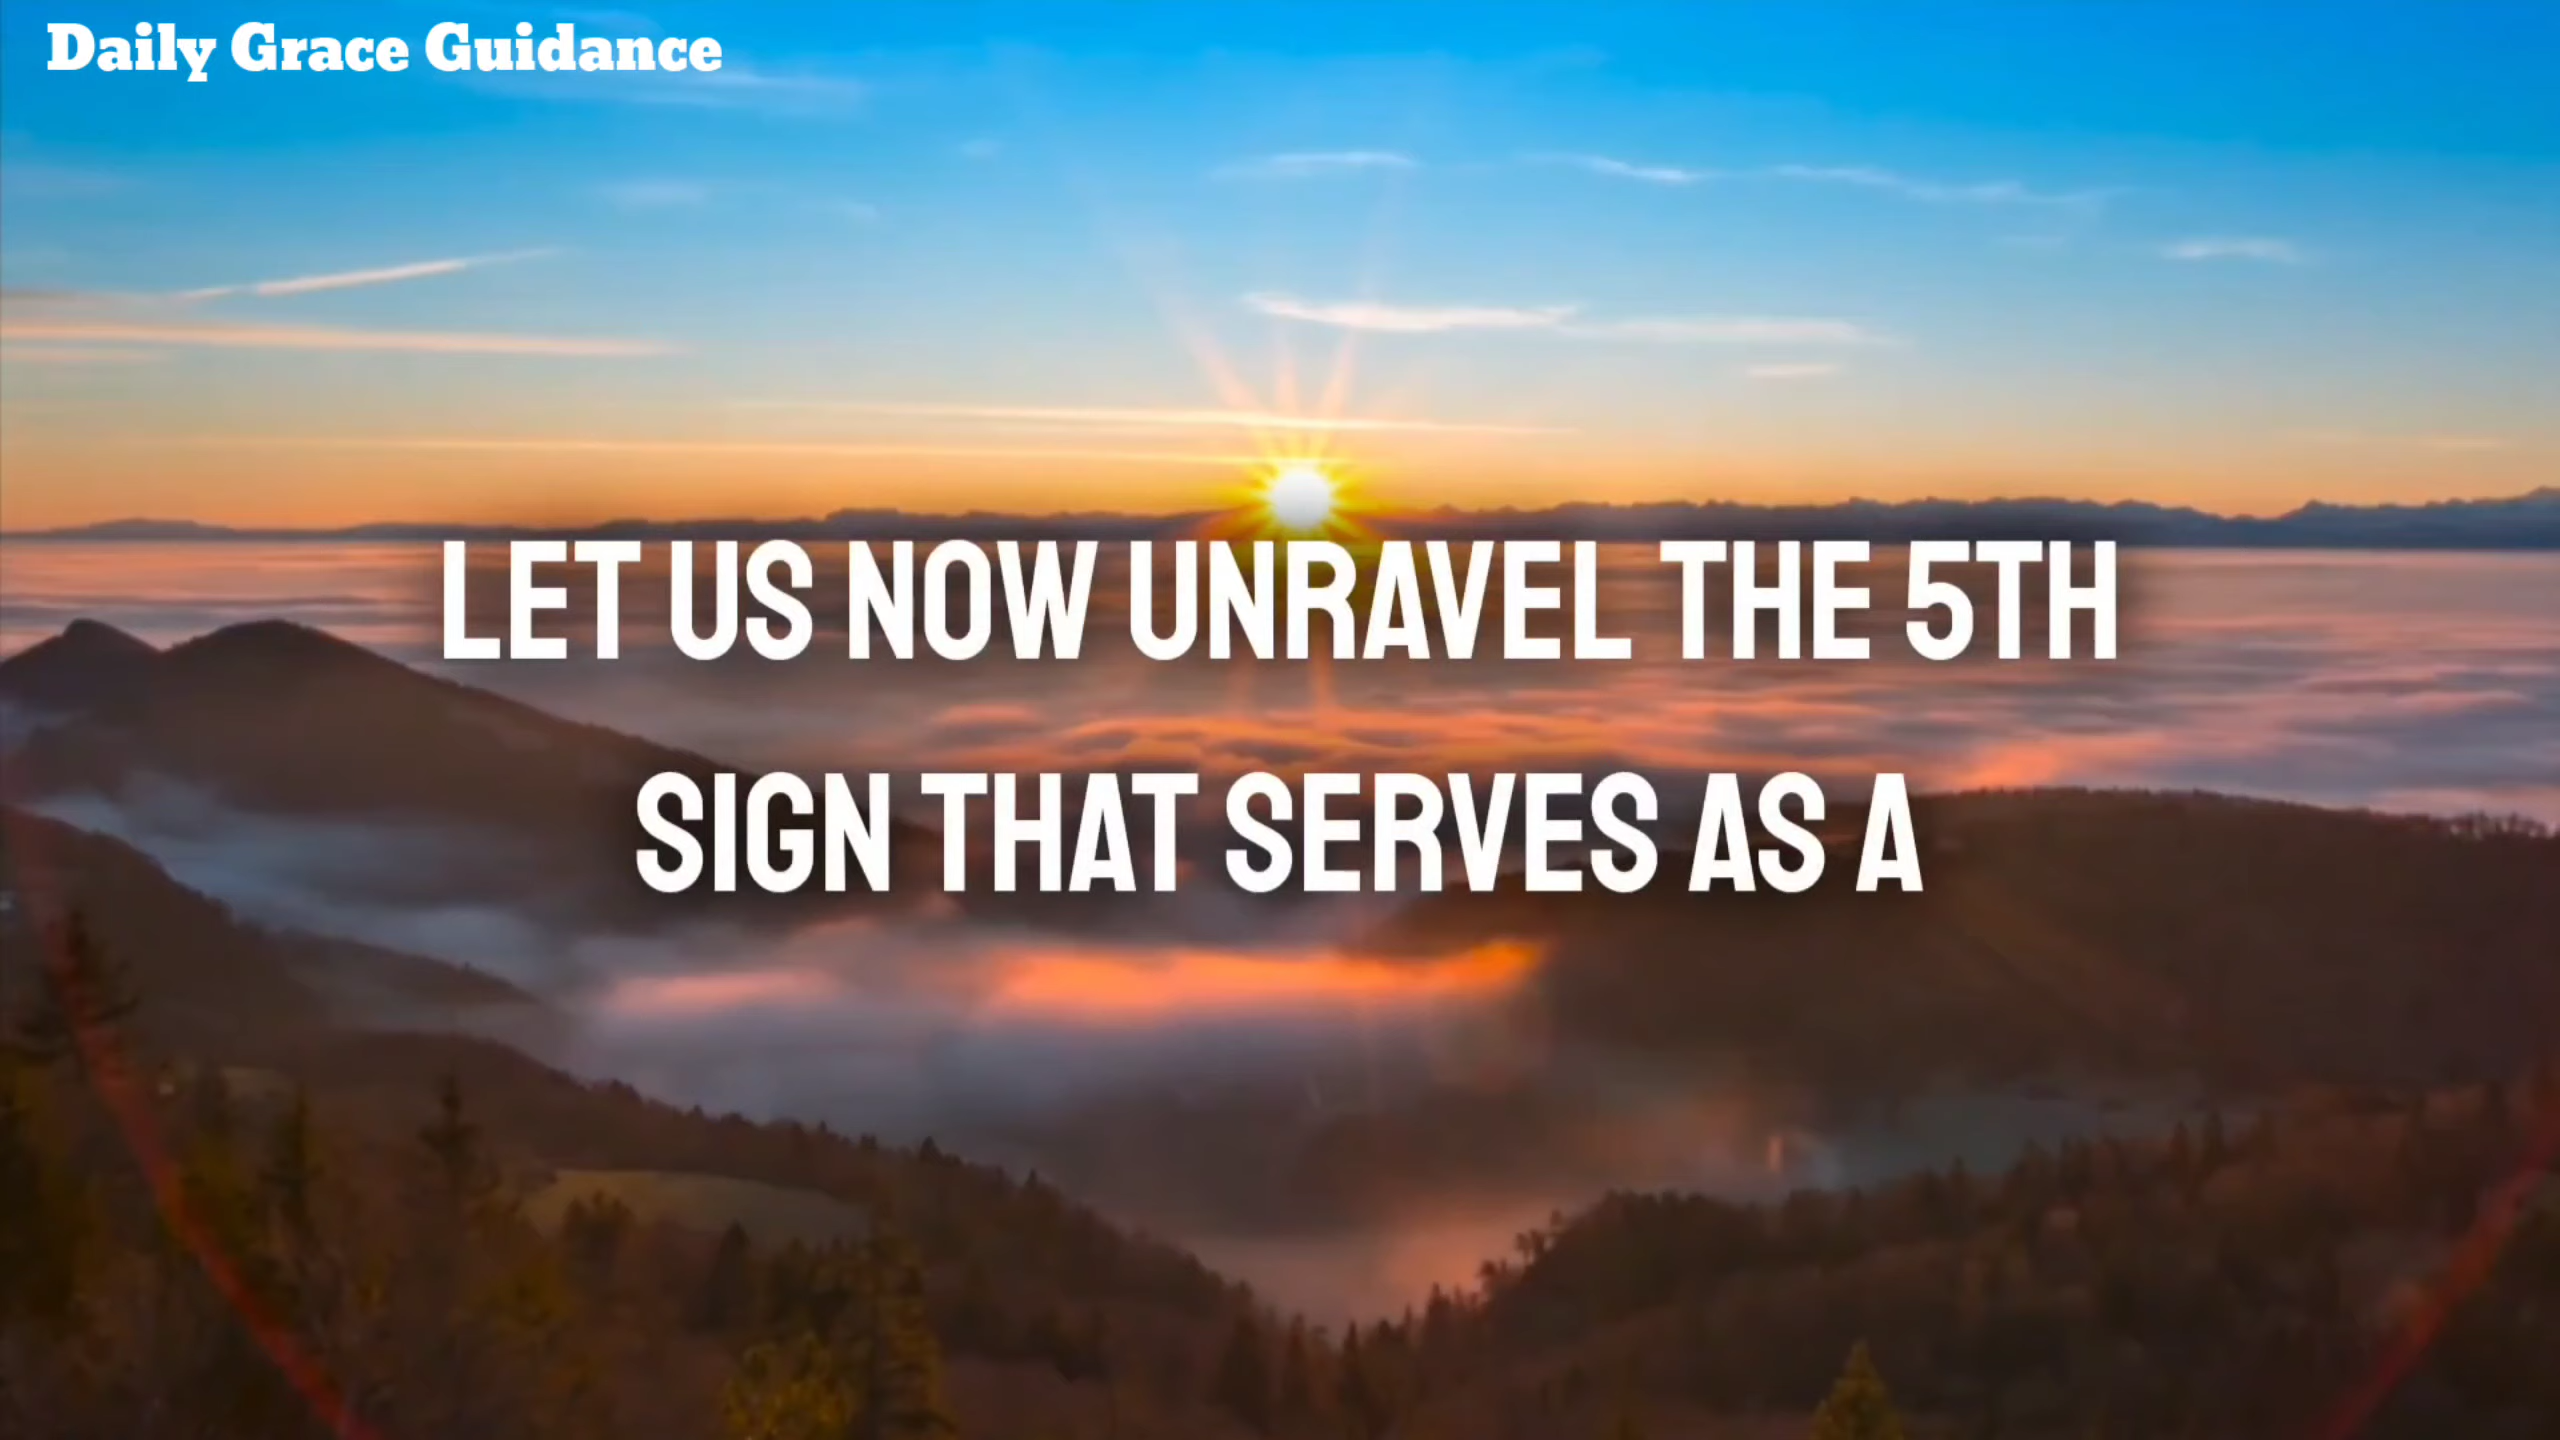 Daily Grace Guidance
LET US NOW UNRAVEL THE 5TH
SIGN THAT SERVES AS A